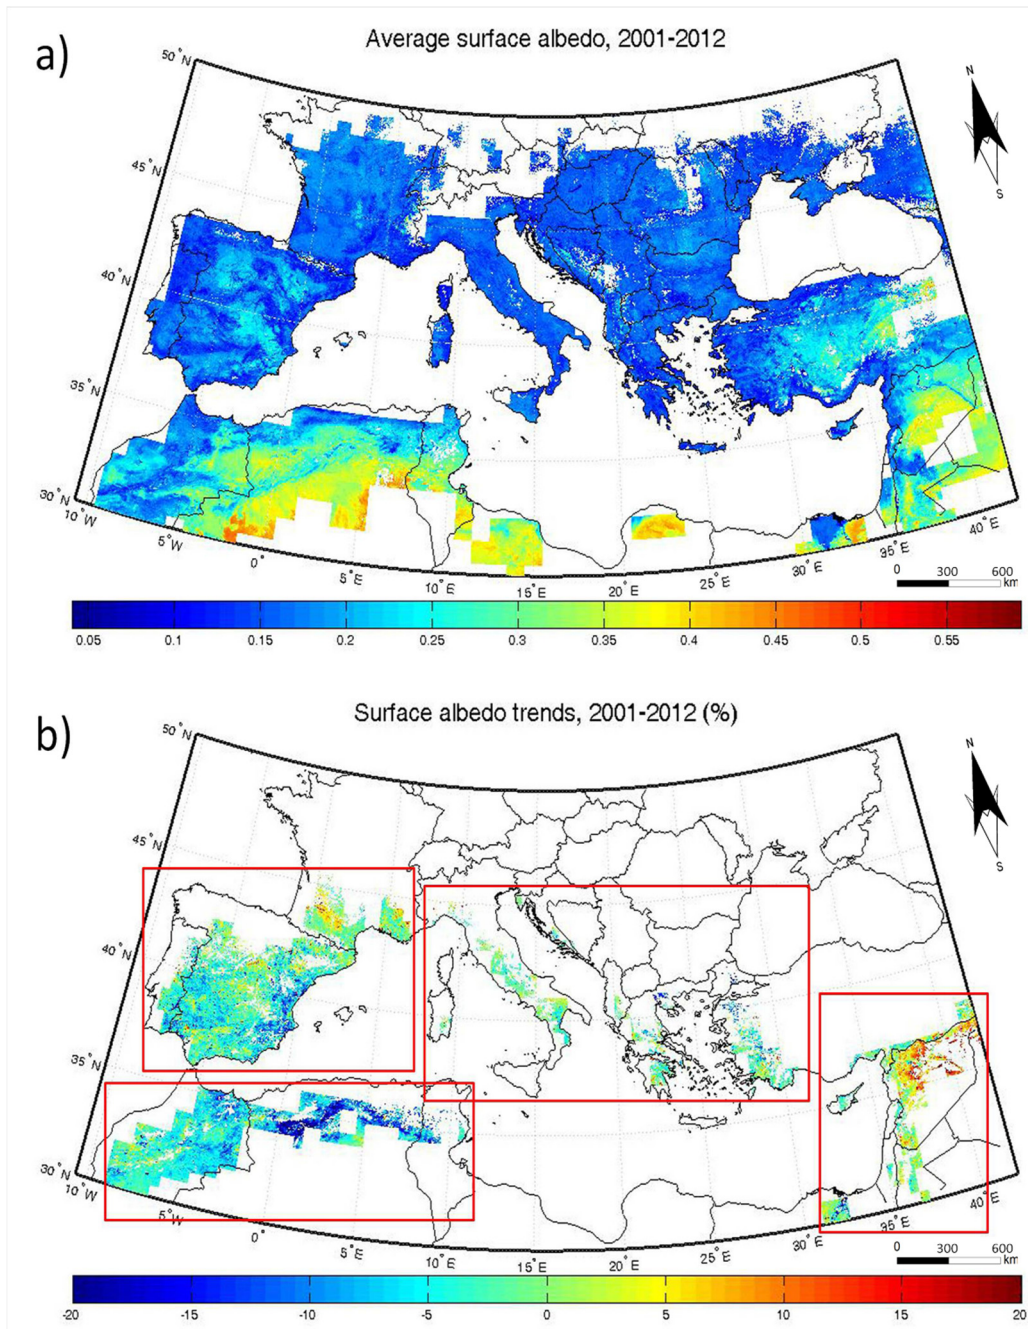 a)
Average surface albedo, 2001-2012
50°N
45°N
40°N
35°N
30°N
10°W
5°W
0°
5°E
10°E
15°E
20°E
25°E
30°E
35°E
40°E
N
S
0 300 600
km
0.05 0.1 0.15 0.2 0.25 0.3 0.35 0.4 0.45 0.5 0.55
b)
Surface albedo trends, 2001-2012 (%)
50°N
45°N
40°N
35°N
30°N
10°W
5°W
0°
5°E
10°E
15°E
20°E
25°E
30°E
35°E
40°E
N
S
0 300 600
km
-20 -15 -10 -5 0 5 10 15 20